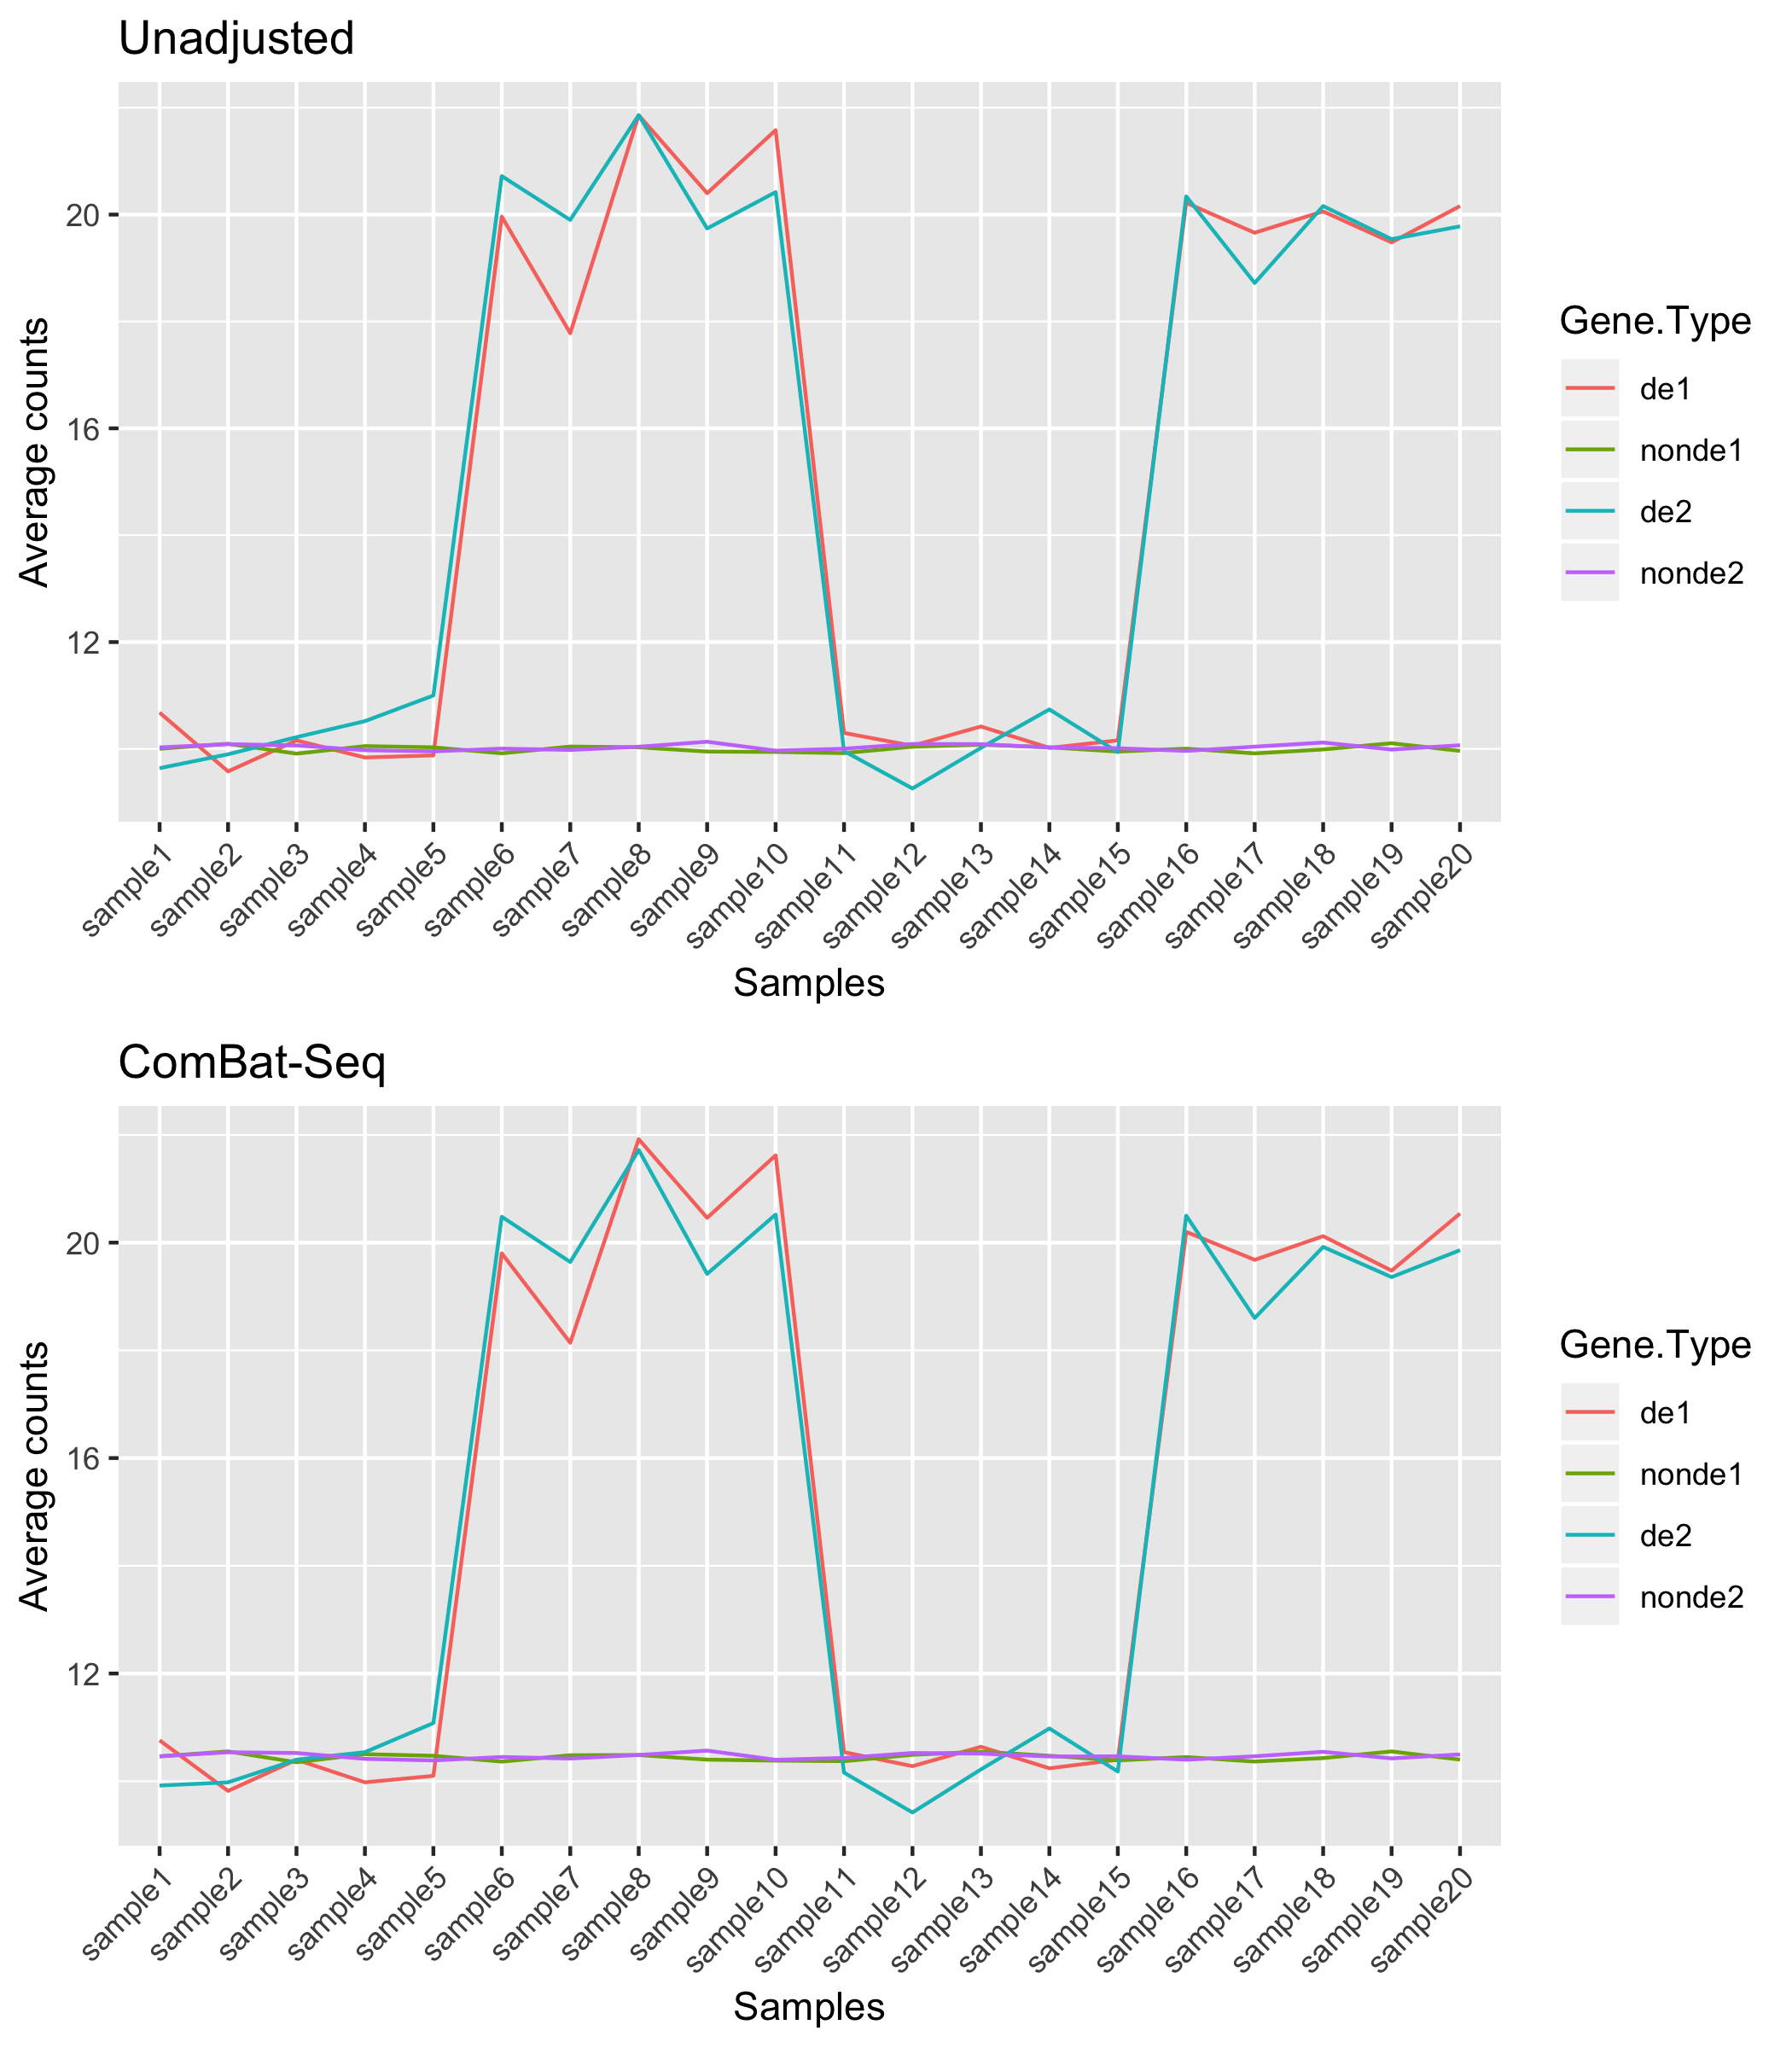 Unadjusted
Average counts
20
16
12
sample1
sample2
sample3
sample4
sample5
sample6
sample7
sample8
sample9
sample10
sample11
sample12
sample13
sample14
sample15
sample16
sample17
sample18
sample19
sample20
Samples
Gene.Type
de1
nonde1
de2
nonde2
ComBat-Seq
Average counts
20
16
12
sample1
sample2
sample3
sample4
sample5
sample6
sample7
sample8
sample9
sample10
sample11
sample12
sample13
sample14
sample15
sample16
sample17
sample18
sample19
sample20
Samples
Gene.Type
de1
nonde1
de2
nonde2